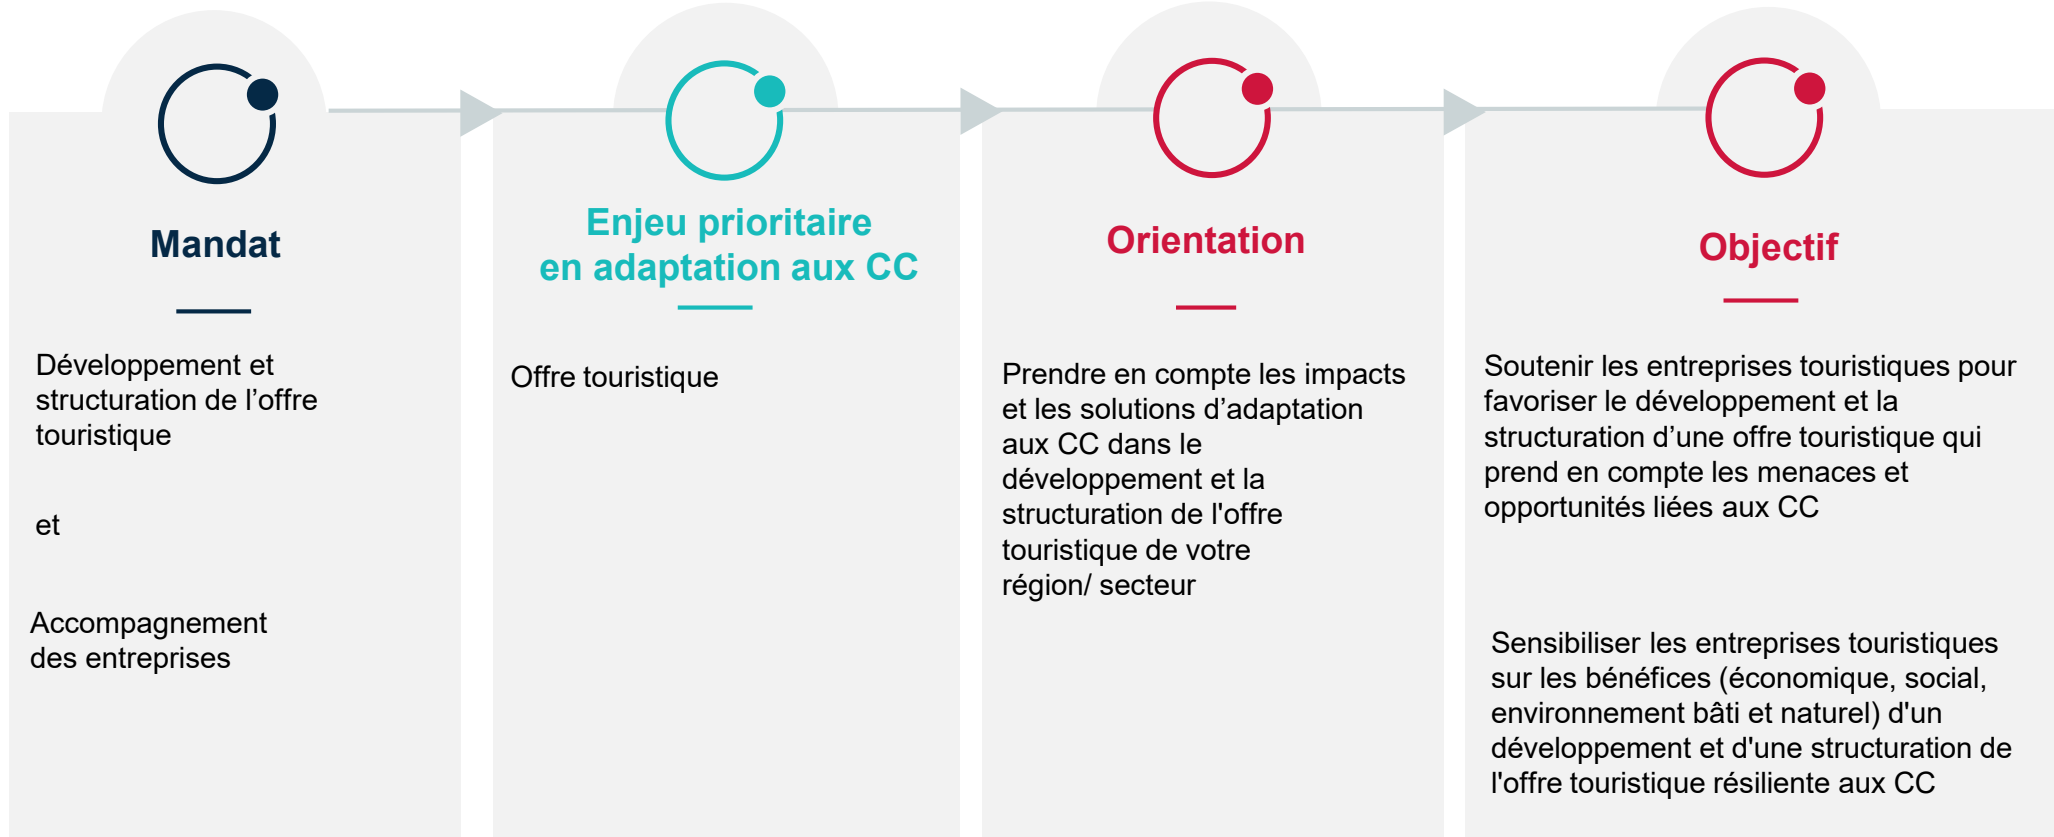 Mandat
Développement et
structuration de l’offre
touristique
et
Accompagnement
des entreprises
Enjeu prioritaire
en adaptation aux CC
Offre touristique
Orientation
Prendre en compte les impacts
et les solutions d’adaptation
aux CC dans le
développement et la
structuration de l'offre
touristique de votre
région/ secteur
Objectif
Soutenir les entreprises touristiques pour
favoriser le développement et la
structuration d’une offre touristique qui
prend en compte les menaces et
opportunités liées aux CC
Sensibiliser les entreprises touristiques
sur les bénéfices (économique, social,
environnement bâti et naturel) d'un
développement et d'une structuration de
l'offre touristique résiliente aux CC